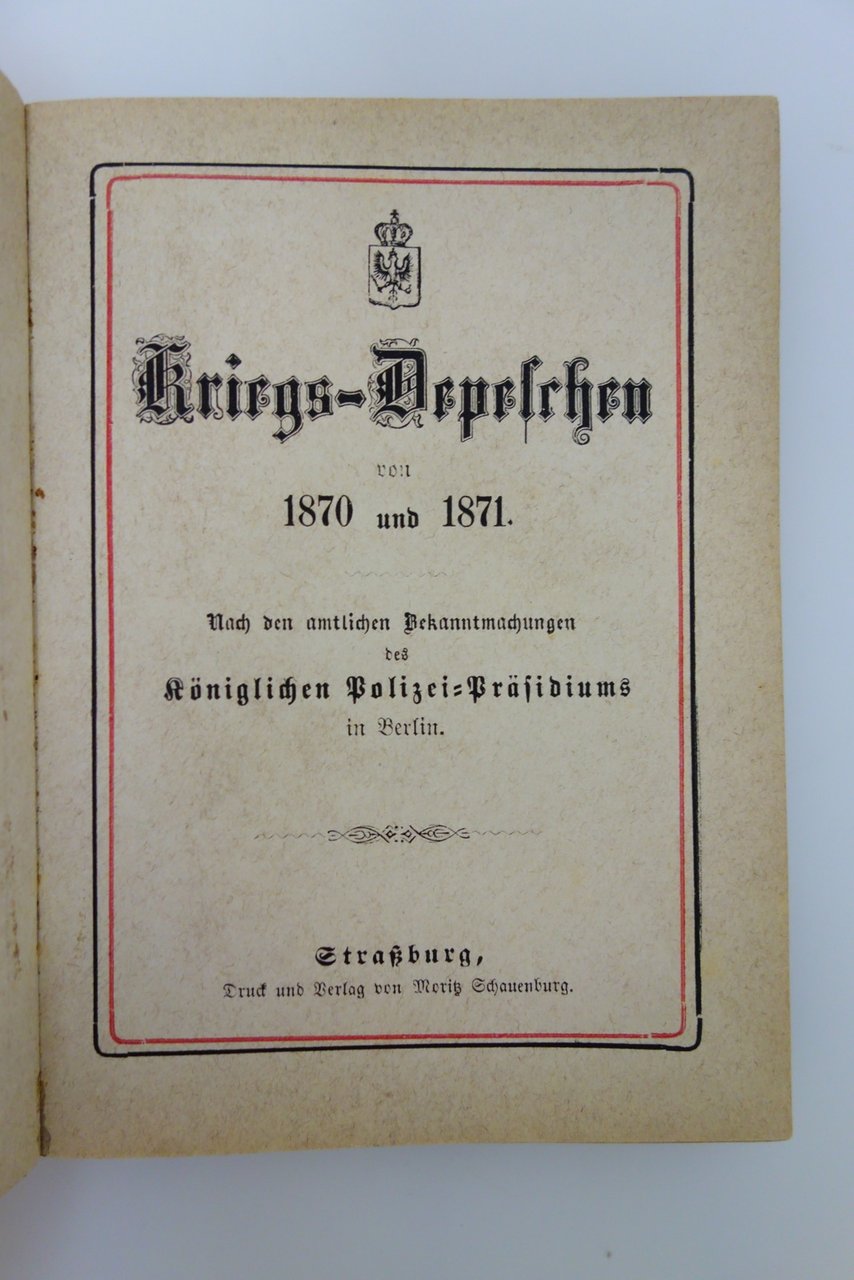 Kriegs-Depeschen
von
1870 und 1871.
Nach den amtlichen Bekanntmachungen
des
Königlichen Polizei-Präsidiums
in Berlin.
Straßburg,
Druck und Verlag von Moritz Schauenburg.